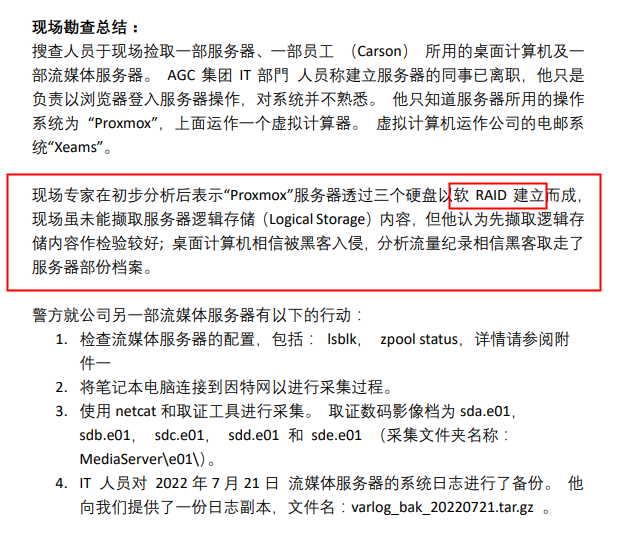 现场勘查总结：
搜查人员于现场捡取一部服务器、一部员工 （Carson） 所用的桌面计算机及一
部流媒体服务器。 AGC 集团 IT 部門 人员称建立服务器的同事已离职，他只是
负责以浏览器登入服务器操作，对系统并不熟悉。 他只知道服务器所用的操作
系统为 “Proxmox”，上面运作一个虚拟计算器。 虚拟计算机运作公司的电邮系
统“Xeams”。
现场专家在初步分析后表示“Proxmox”服务器透过三个硬盘以软 RAID 建立而成，
现场虽未能撷取服务器逻辑存储（Logical Storage）内容，但他认为先撷取逻辑存
储内容作检验较好；桌面计算机相信被黑客入侵，分析流量纪录相信黑客取走了
服务器部份档案。
警方就公司另一部流媒体服务器有以下的行动：
1. 检查流媒体服务器的配置，包括： lsblk， zpool status，详情请参阅附
件一
2. 将笔记本电脑连接到因特网以进行采集过程。
3. 使用 netcat 和取证工具进行采集。 取证数码影像档为 sda.e01，
sdb.e01， sdc.e01， sdd.e01 和 sde.e01 （采集文件夹名称：
MediaServer\e01\）。
4. IT 人员对 2022 年 7 月 21 日 流媒体服务器的系统日志进行了备份。 他
向我们提供了一份日志副本，文件名：varlog_bak_20220721.tar.gz 。